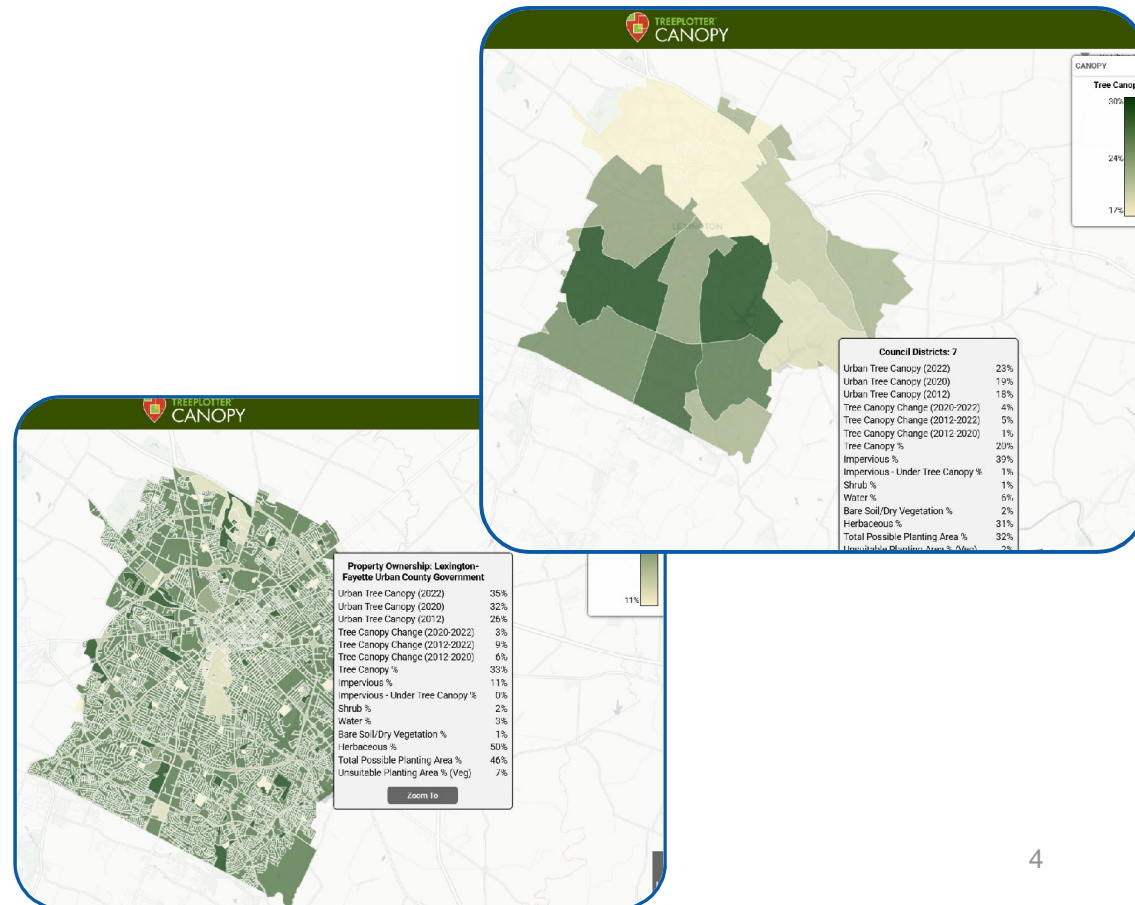 TREEPLOTTER
CANOPY
CANOPY
Tree Canop
30%
24%
17%
LEXINGTON
Council Districts: 7
Urban Tree Canopy (2022) 23%
Urban Tree Canopy (2020) 19%
Urban Tree Canopy (2012) 18%
Tree Canopy Change (2020-2022) 4%
Tree Canopy Change (2012-2022) 5%
Tree Canopy Change (2012-2020) 1%
Tree Canopy % 20%
Impervious % 39%
Impervious - Under Tree Canopy % 1%
Shrub % 1%
Water % 6%
Bare Soil/Dry Vegetation % 2%
Herbaceous % 31%
Total Possible Planting Area % 32%
Unsuitable Planting Area % (Veg) 2%
TREEPLOTTER
CANOPY
11%
Property Ownership: Lexington-
Fayette Urban County Government
Urban Tree Canopy (2022) 35%
Urban Tree Canopy (2020) 32%
Urban Tree Canopy (2012) 26%
Tree Canopy Change (2020-2022) 3%
Tree Canopy Change (2012-2022) 9%
Tree Canopy Change (2012-2020) 6%
Tree Canopy % 33%
Impervious % 11%
Impervious - Under Tree Canopy % 0%
Shrub % 2%
Water % 3%
Bare Soil/Dry Vegetation % 1%
Herbaceous % 50%
Total Possible Planting Area % 46%
Unsuitable Planting Area % (Veg) 7%
Zoom To
4